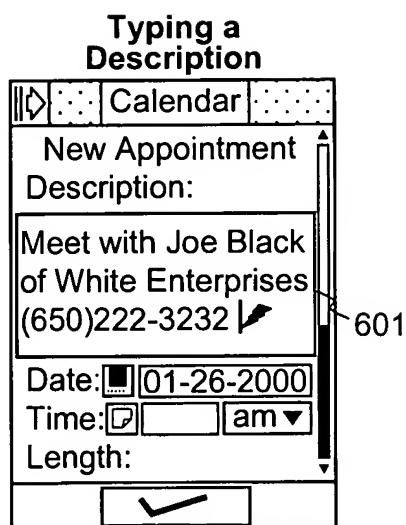 Typing a
Description
Calendar
New Appointment
Description:
Meet with Joe Black
of White Enterprises
(650)222-3232
601
Date: 01-26-2000
Time: am
Length: